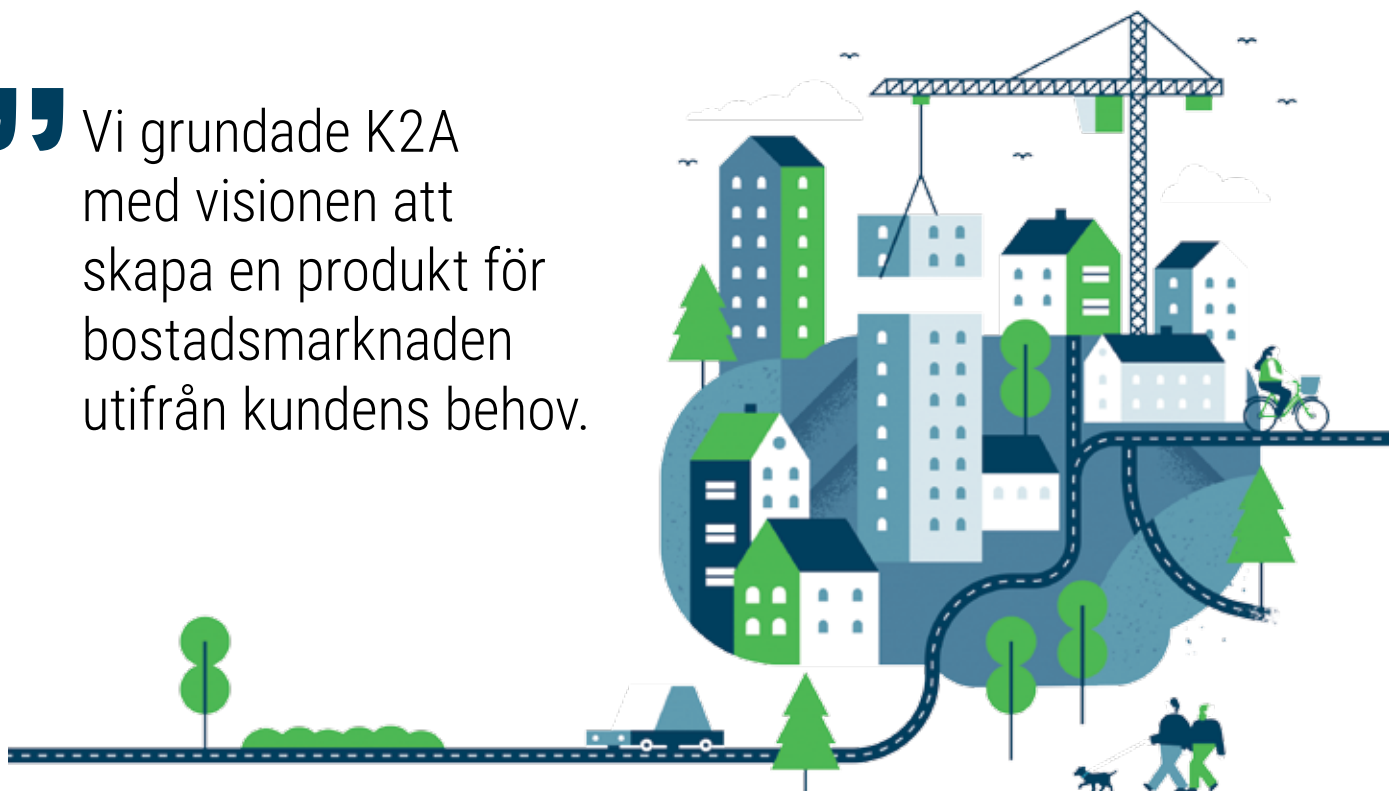 ” Vi grundade K2A
med visionen att
skapa en produkt för
bostadsmarknaden
utifrån kundens behov.